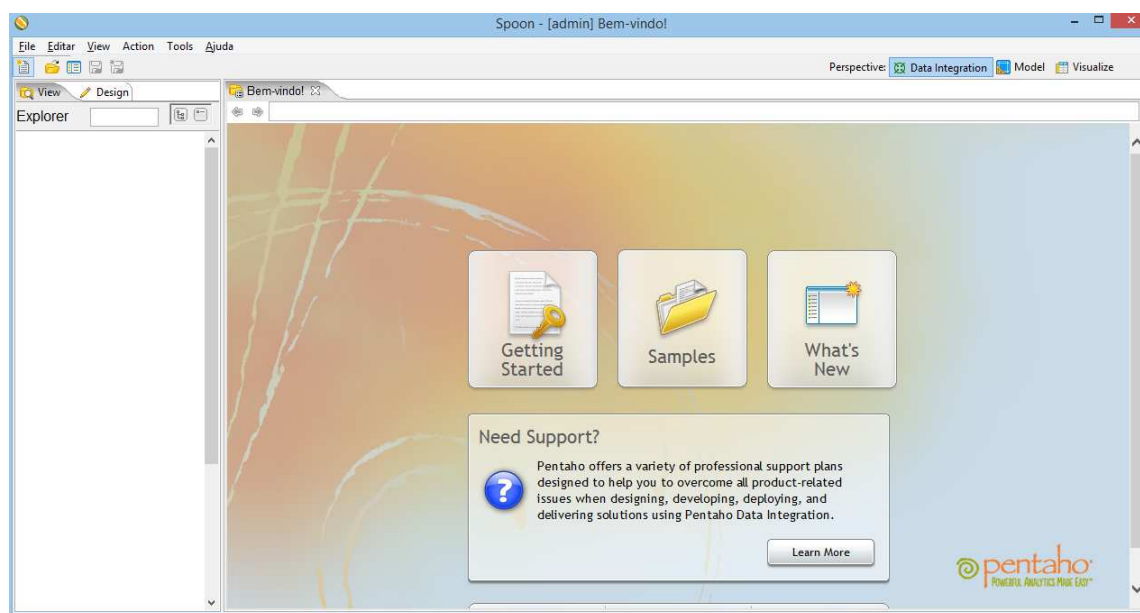 Spoon - [admin] Bem-vindo!
File Editar View Action Tools Ajuda
Perspective: Data Integration Model Visualize
View Design
Bem-vindo!
Explorer
Getting
Started
Samples
What's
New
Need Support?
Pentaho offers a variety of professional support plans
designed to help you to overcome all product-related
issues when designing, developing, deploying, and
delivering solutions using Pentaho Data Integration.
Learn More
pentaho
POWERFUL ANALYTICS MADE EASY™